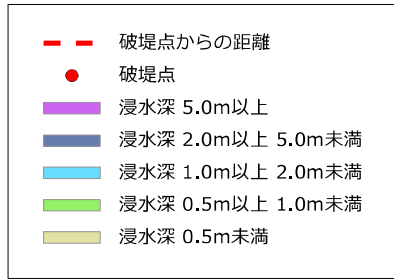 破堤点からの距離
破堤点
浸水深 5.0m以上
浸水深 2.0m以上 5.0m未満
浸水深 1.0m以上 2.0m未満
浸水深 0.5m以上 1.0m未満
浸水深 0.5m未満